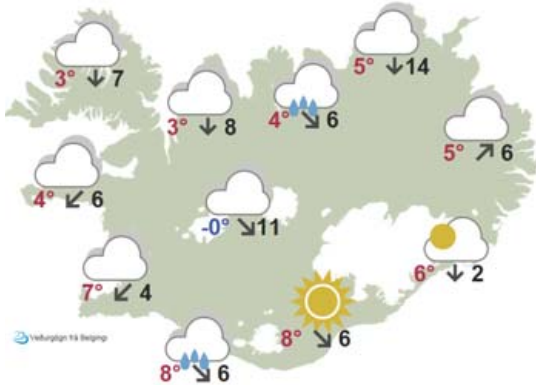 5° ↓ 14
3° ↓ 7
4° ↘ 6
3° ↓ 8
5° ↗ 6
4° ↙ 6
-0° ↘ 11
6° ↓ 2
7° ↙ 4
8° ↘ 6
8° ↘ 6
frá